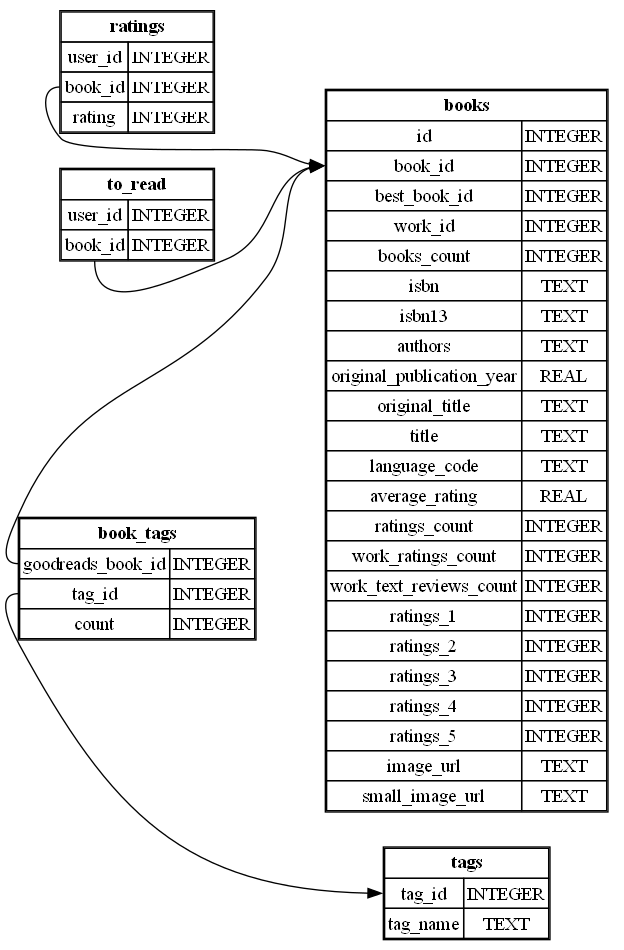 ratings
user_id INTEGER
book_id INTEGER
rating INTEGER
to_read
user_id INTEGER
book_id INTEGER
books
id INTEGER
book_id INTEGER
best_book_id INTEGER
work_id INTEGER
books_count INTEGER
isbn TEXT
isbn13 TEXT
authors TEXT
original_publication_year REAL
original_title TEXT
title TEXT
language_code TEXT
average_rating REAL
ratings_count INTEGER
work_ratings_count INTEGER
work_text_reviews_count INTEGER
ratings_1 INTEGER
ratings_2 INTEGER
ratings_3 INTEGER
ratings_4 INTEGER
ratings_5 INTEGER
image_url TEXT
small_image_url TEXT
book_tags
goodreads_book_id INTEGER
tag_id INTEGER
count INTEGER
tags
tag_id INTEGER
tag_name TEXT